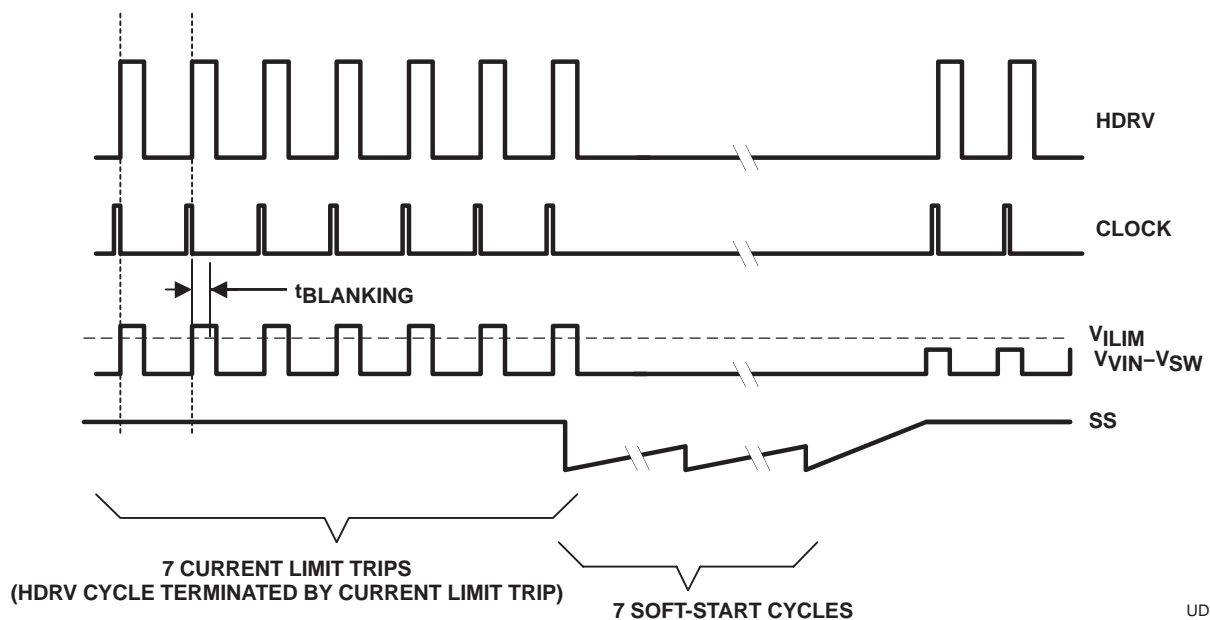 HDRV
CLOCK
tBLANKING
VILIM
VVIN–VSW
SS
7 CURRENT LIMIT TRIPS
(HDRV CYCLE TERMINATED BY CURRENT LIMIT TRIP)
7 SOFT-START CYCLES
UD